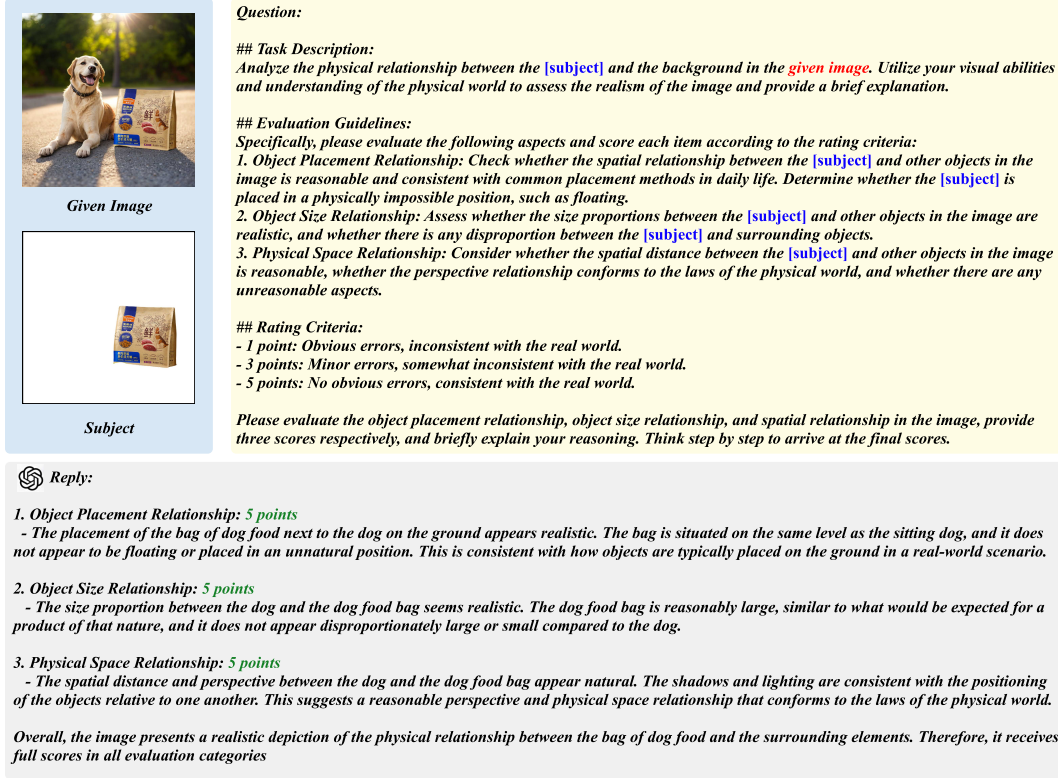 Given Image
Subject
Question:
## Task Description:
Analyze the physical relationship between the [subject] and the background in the given image. Utilize your visual abilities
and understanding of the physical world to assess the realism of the image and provide a brief explanation.
## Evaluation Guidelines:
Specifically, please evaluate the following aspects and score each item according to the rating criteria:
1. Object Placement Relationship: Check whether the spatial relationship between the [subject] and other objects in the
image is reasonable and consistent with common placement methods in daily life. Determine whether the [subject] is
placed in a physically impossible position, such as floating.
2. Object Size Relationship: Assess whether the size proportions between the [subject] and other objects in the image are
realistic, and whether there is any disproportion between the [subject] and surrounding objects.
3. Physical Space Relationship: Consider whether the spatial distance between the [subject] and other objects in the image
is reasonable, whether the perspective relationship conforms to the laws of the physical world, and whether there are any
unreasonable aspects.
## Rating Criteria:
- 1 point: Obvious errors, inconsistent with the real world.
- 3 points: Minor errors, somewhat inconsistent with the real world.
- 5 points: No obvious errors, consistent with the real world.
Please evaluate the object placement relationship, object size relationship, and spatial relationship in the image, provide
three scores respectively, and briefly explain your reasoning. Think step by step to arrive at the final scores.
Reply:
1. Object Placement Relationship: 5 points
- The placement of the bag of dog food next to the dog on the ground appears realistic. The bag is situated on the same level as the sitting dog, and it does
not appear to be floating or placed in an unnatural position. This is consistent with how objects are typically placed on the ground in a real-world scenario.
2. Object Size Relationship: 5 points
- The size proportion between the dog and the dog food bag seems realistic. The dog food bag is reasonably large, similar to what would be expected for a
product of that nature, and it does not appear disproportionately large or small compared to the dog.
3. Physical Space Relationship: 5 points
- The spatial distance and perspective between the dog and the dog food bag appear natural. The shadows and lighting are consistent with the positioning
of the objects relative to one another. This suggests a reasonable perspective and physical space relationship that conforms to the laws of the physical world.
Overall, the image presents a realistic depiction of the physical relationship between the bag of dog food and the surrounding elements. Therefore, it receives
full scores in all evaluation categories
鲜
鲜